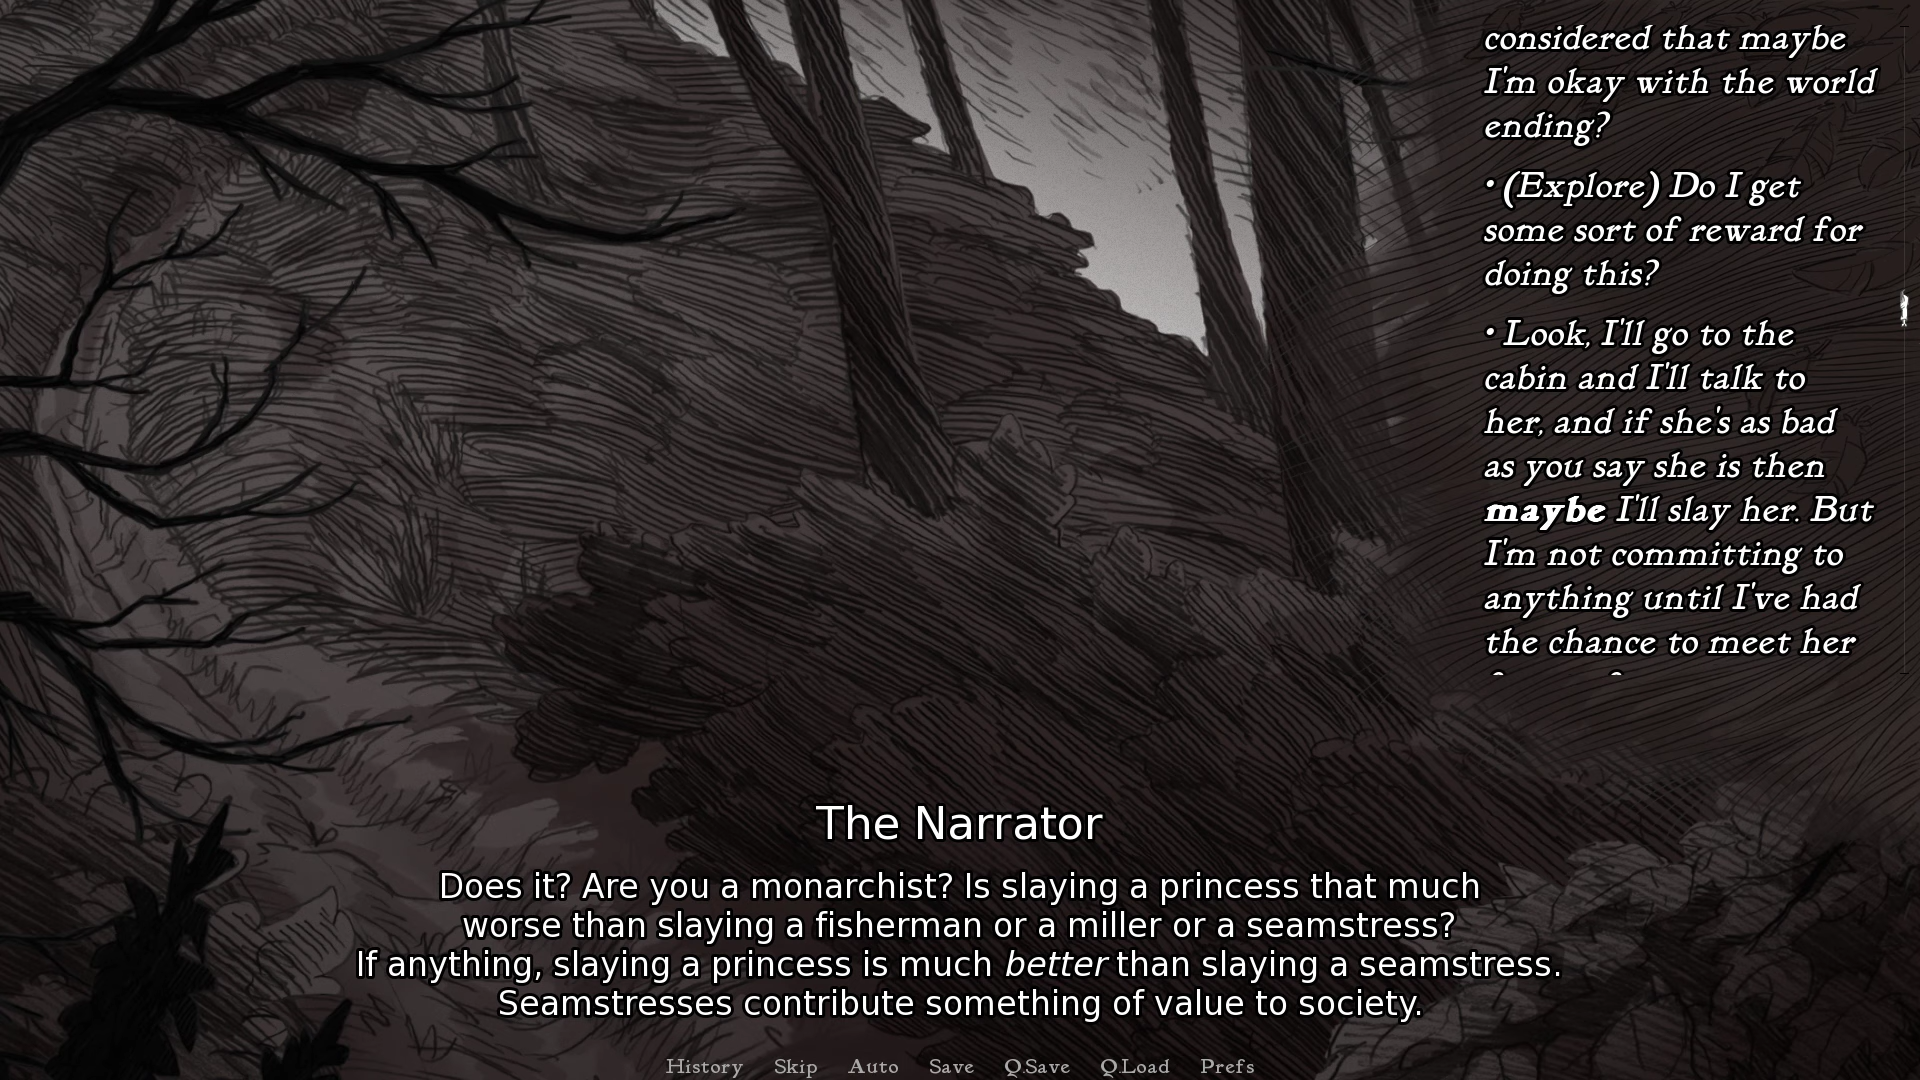 considered that maybe
I'm okay with the world
ending?
• (Explore) Do I get
some sort of reward for
doing this?
• Look, I'll go to the
cabin and I'll talk to
her, and if she's as bad
as you say she is then
maybe I'll slay her. But
I'm not committing to
anything until I've had
the chance to meet her
The Narrator
Does it? Are you a monarchist? Is slaying a princess that much
worse than slaying a fisherman or a miller or a seamstress?
If anything, slaying a princess is much better than slaying a seamstress.
Seamstresses contribute something of value to society.
History Skip Auto Save Q.Save Q.Load Prefs